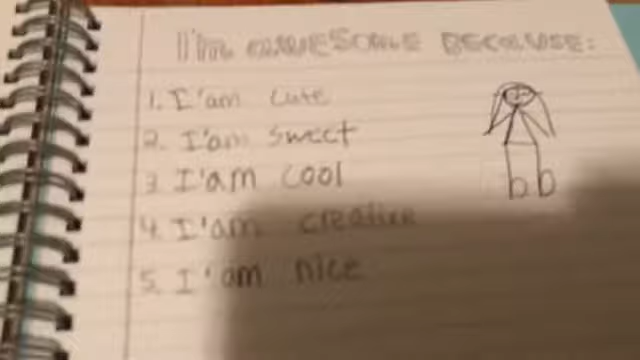 I'm AWESOME BECAUSE:
1. I'am cute
2. I'am sweet
3. I'am cool
4. I'am creative
5. I'am nice